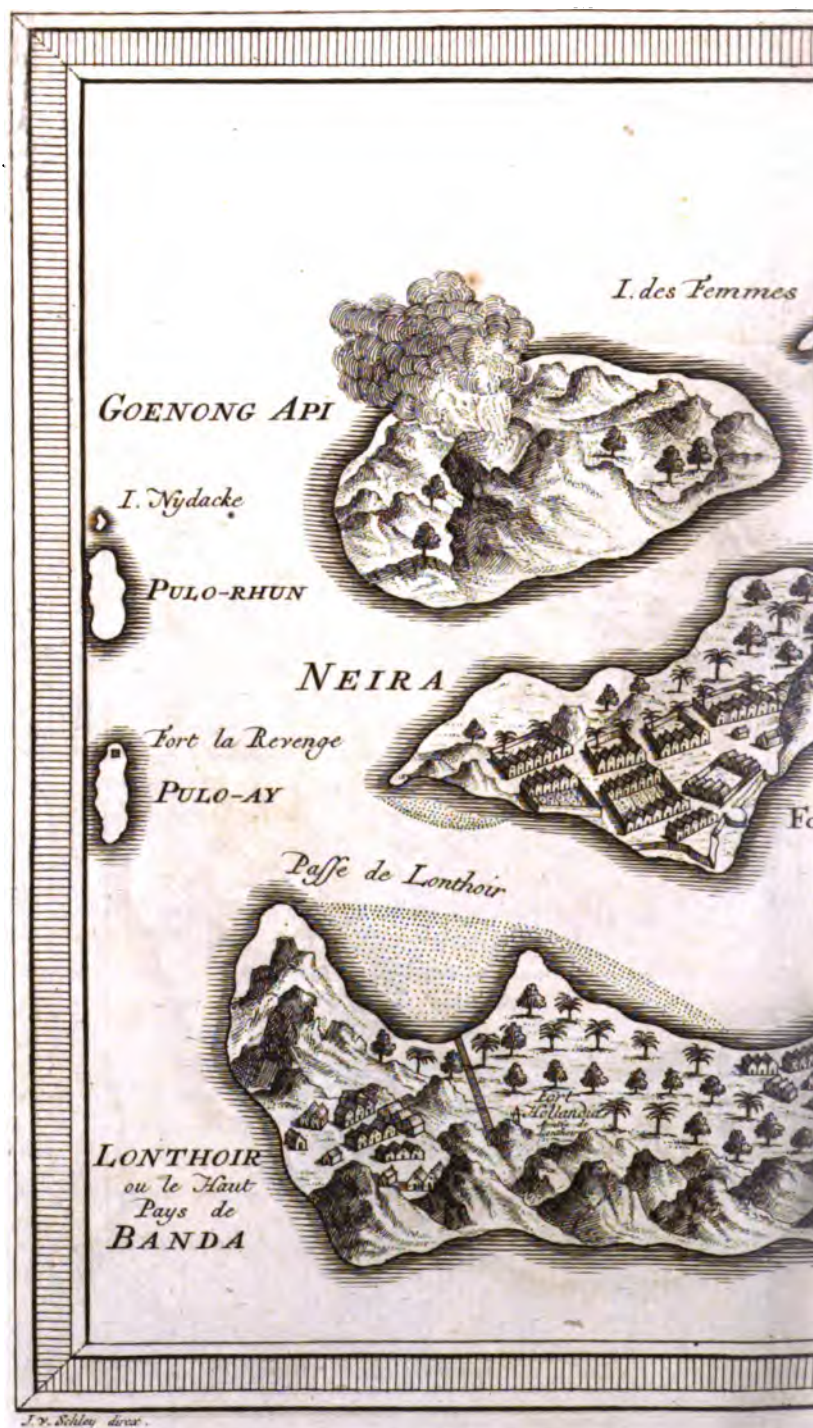 I. des Femmes
GOENONG API
I. Nydacke
PULO-RHUN
NEIRA
Fort la Revenge
PULO-AY
Fo
Passe de Lonthoir
Fort
Hollandia
LONTHOIR
ou le Haut
Pays de
BANDA
J. v. Schley direx.